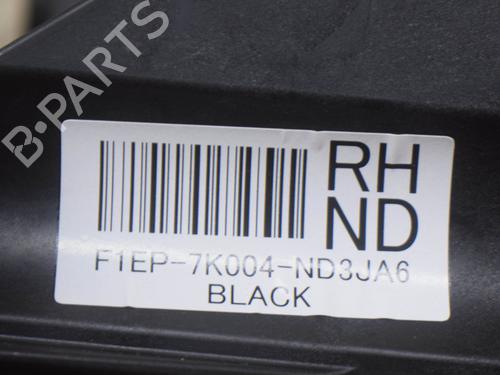 B-PARTS
RH
ND
F1EP-7K004-ND3JA6
BLACK